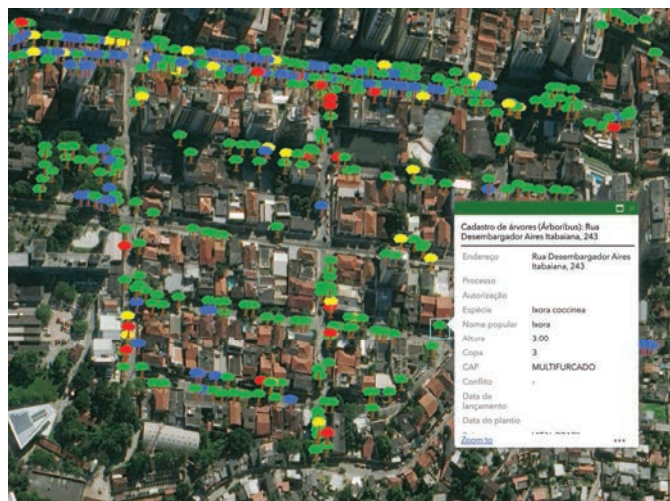 Cadastro de árvores (Árboribus): Rua
Desembargador Aires Itabaiana, 243
Endereço Rua Desembargador Aires
Itabaiana, 243
Processo
Autorização
Espécie Ixora coccinea
Nome popular Ixora
Altura 3.00
Copa 3
CAP MULTIFURCADO
Conflito -
Data de
lançamento
Data do plantio
Zoom to